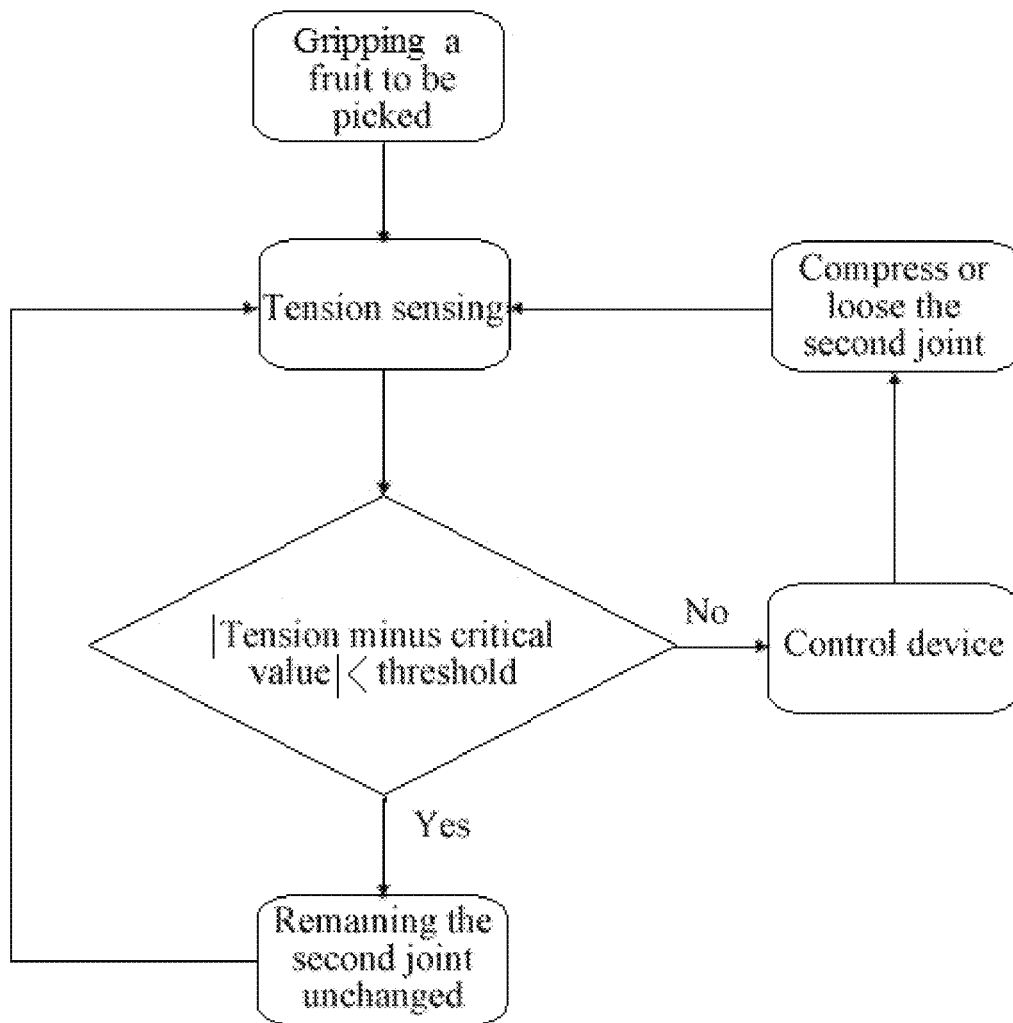 Gripping a
fruit to be
picked
Tension sensing
Compress or
loose the
second joint
|Tension minus critical
value|< threshold
No
Control device
Yes
Remaining the
second joint
unchanged